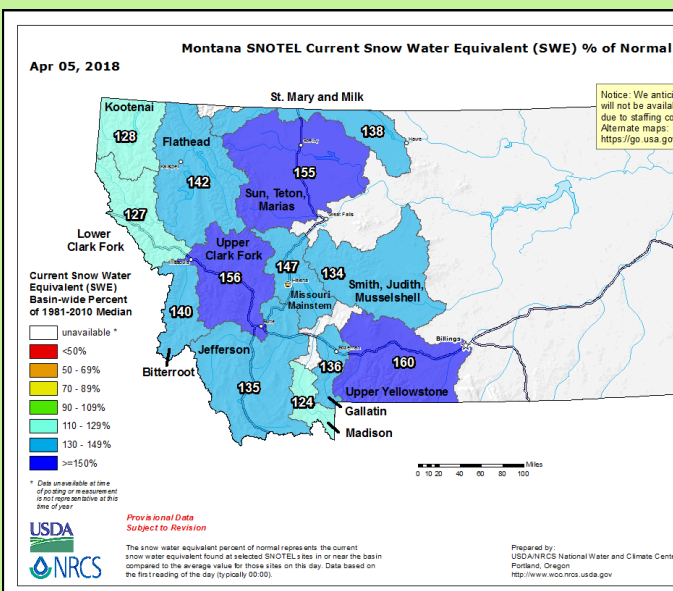 Montana SNOTEL Current Snow Water Equivalent (SWE) % of Normal
Apr 05, 2018
Notice: We antici
will not be availab
due to staffing co
Alternate maps:
https://go.usa.gov
Kootenai
128
St. Mary and Milk
138
Havre
Flathead
142
155
Sun, Teton,
Marias
Great Falls
127
Lower
Clark Fork
Upper
Clark Fork
156
147
Helena
Missouri
Mainstem
134
Smith, Judith,
Musselshell
140
Bitterroot
Jefferson
135
136
124
160
Billings
Upper Yellowstone
Gallatin
Madison
Current Snow Water
Equivalent (SWE)
Basin-wide Percent
of 1981-2010 Median
unavailable *
<50%
50 - 69%
70 - 89%
90 - 109%
110 - 129%
130 - 149%
>=150%
* Data unavailable at time
of posting or measurement
is not representative at this
time of year
Miles
0 10 20 40 60 80 100
Provisional Data
Subject to Revision
USDA
NRCS
The snow water equivalent percent of normal represents the current
snow water equivalent found at selected SNOTEL sites in or near the basin
compared to the average value for those sites on this day. Data based on
the first reading of the day (typically 00:00).
Prepared by:
USDA/NRCS National Water and Climate Cente
Portland, Oregon
http://www.wcc.nrcs.usda.gov